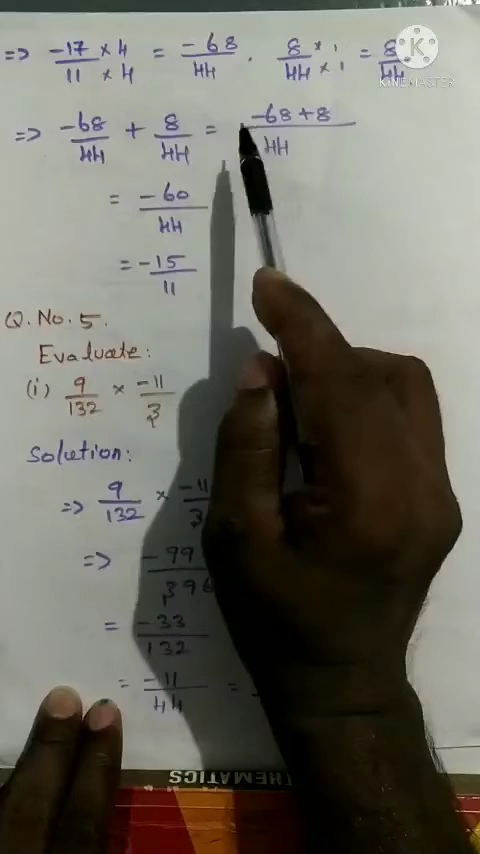 => -17 × 4 / 11 × 4 = -68/44 . 8 × 1 / 44 × 1 = 8/44
KINEMASTER
=> -68/44 + 8/44 = -68+8/44
= -60/44
= -15/11
Q.No.5.
Evaluate:
(i) 9/132 × -11/3
Solution:
=> 9/132 × -11/3
=> -99/396
= -33/132
= -11/44 =
THEMATICS